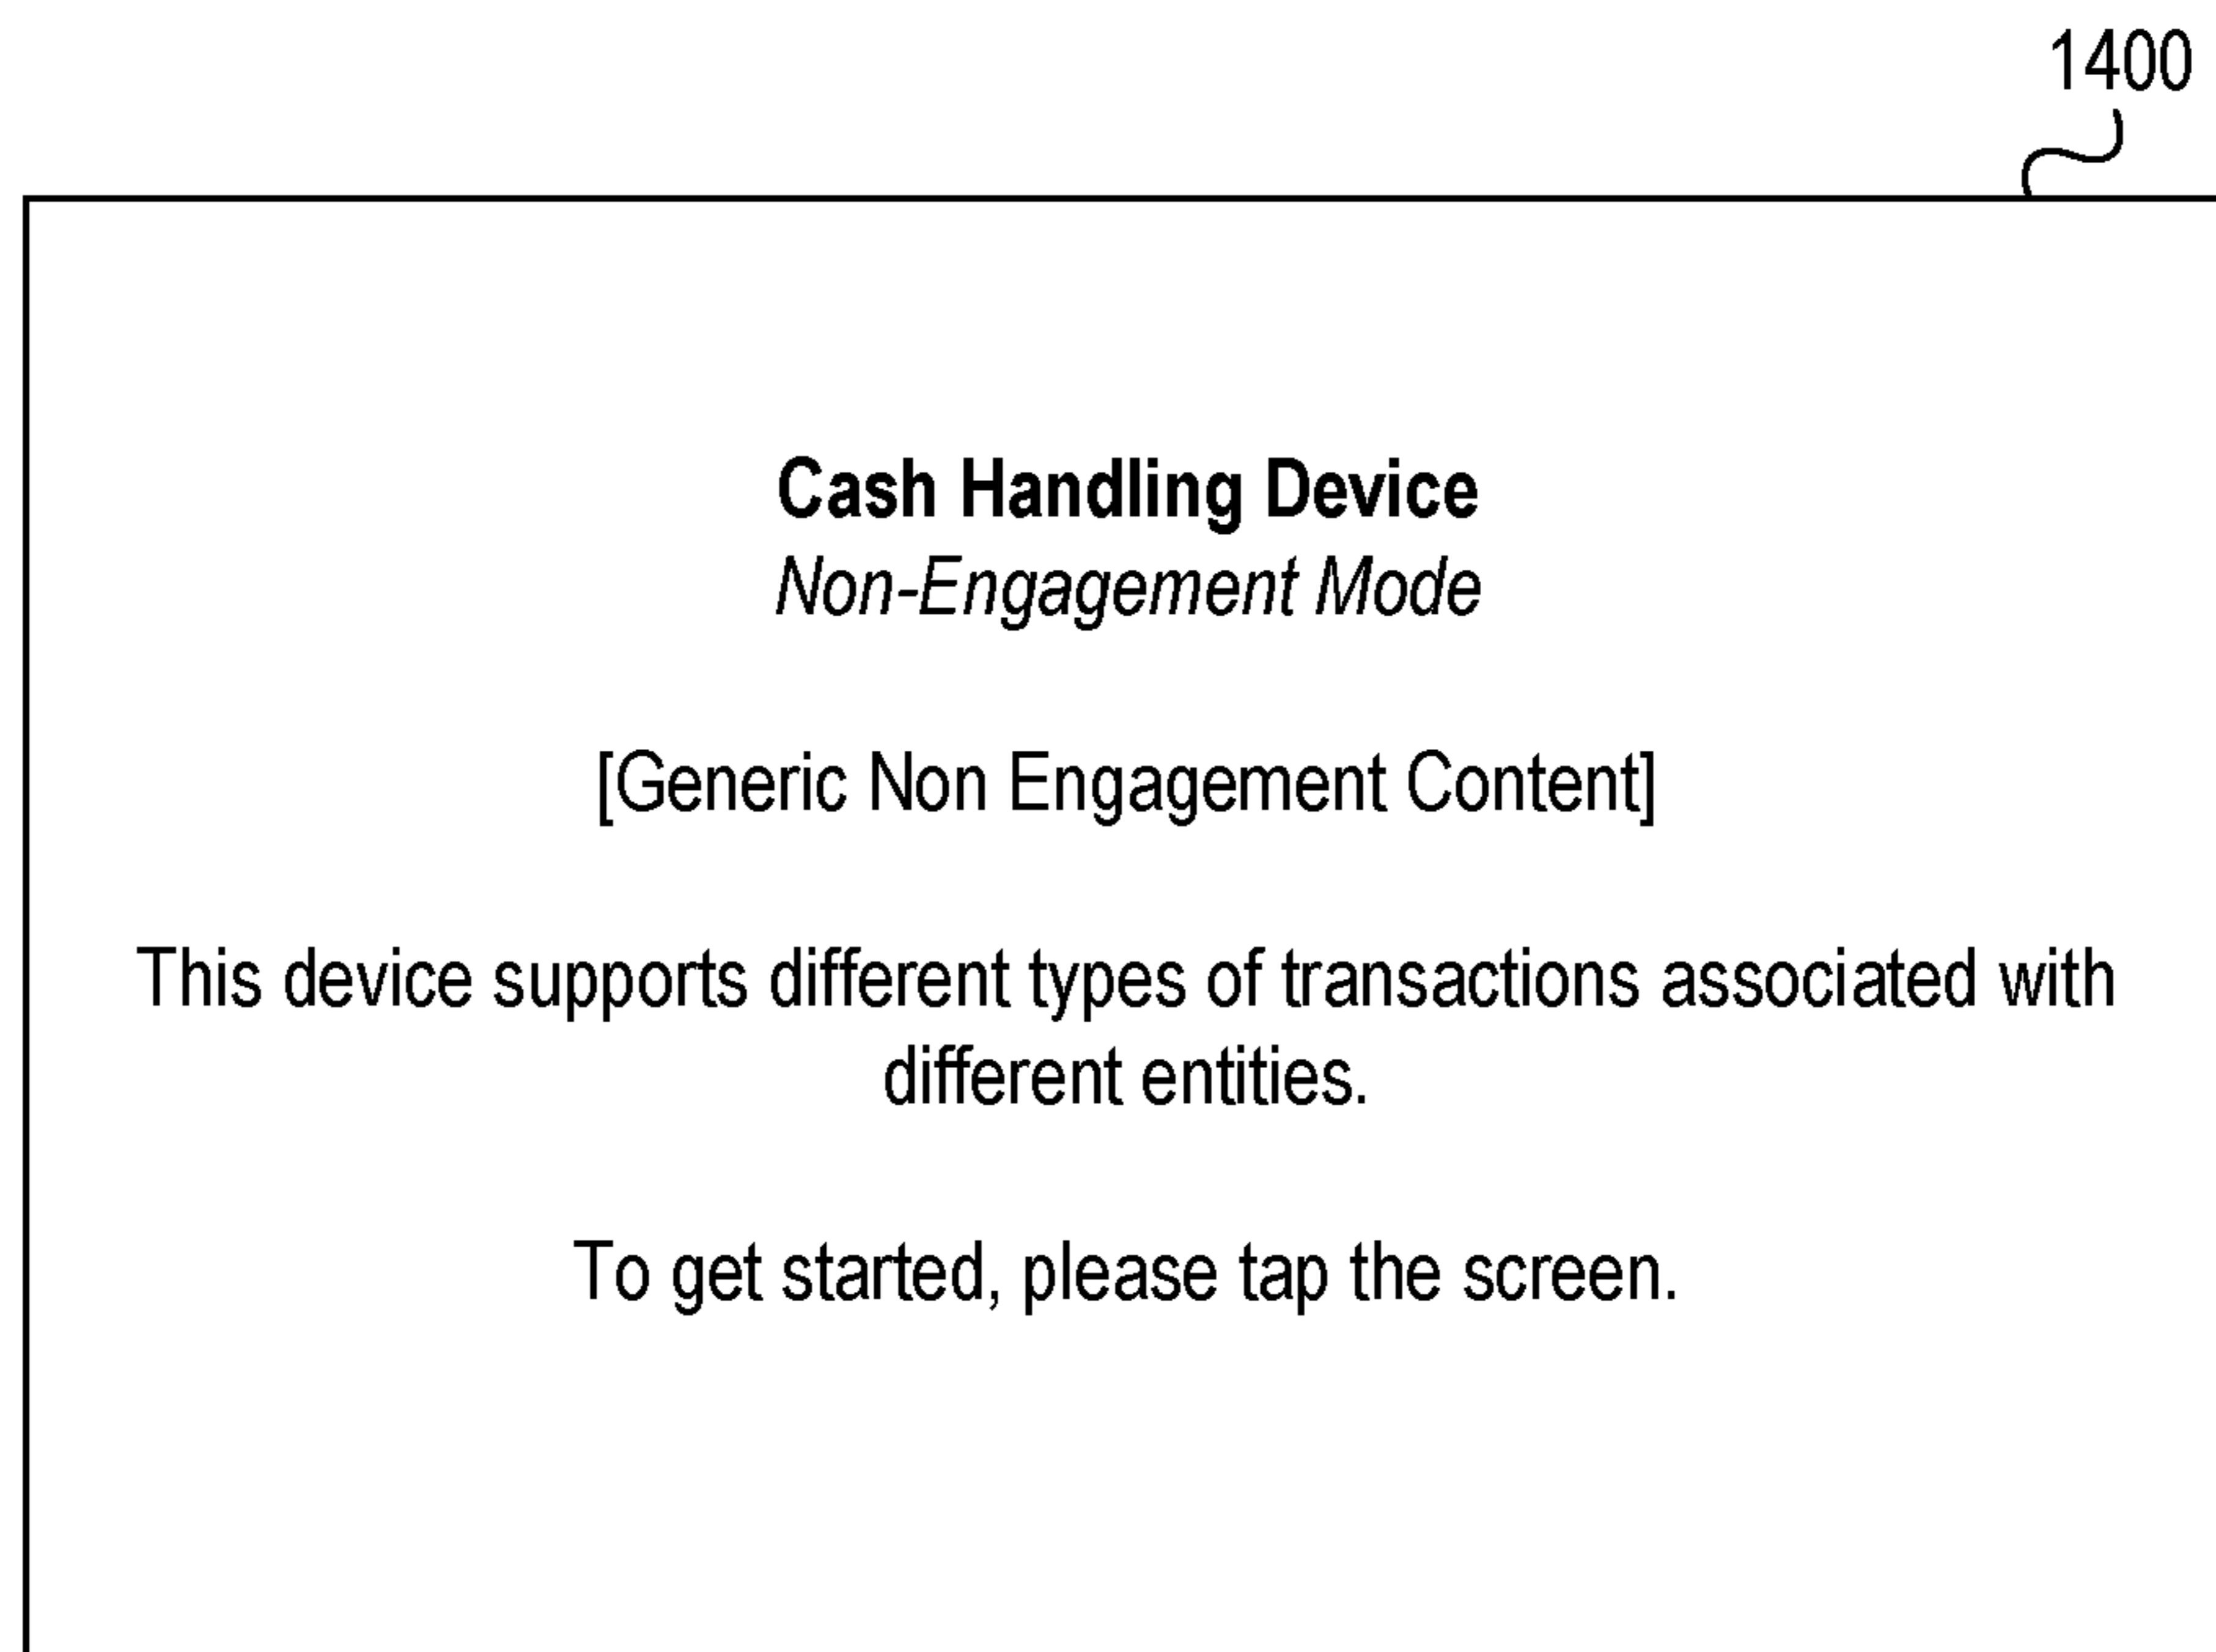 1400
Cash Handling Device
Non-Engagement Mode
[Generic Non Engagement Content]
This device supports different types of transactions associated with
different entities.
To get started, please tap the screen.